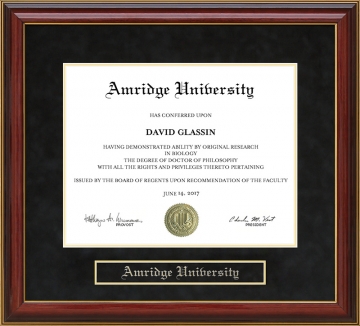 Amridge University
HAS CONFERRED UPON
DAVID GLASSIN
HAVING DEMONSTRATED ABILITY BY ORIGINAL RESEARCH
IN BIOLOGY
THE DEGREE OF DOCTOR OF PHILOSOPHY
WITH ALL THE RIGHTS AND PRIVILEGES THERETO PERTAINING
ISSUED BY THE BOARD OF REGENTS UPON RECOMMENDATION OF THE FACULTY
JUNE 14, 2017
PROVOST
PRESIDENT
Amridge University